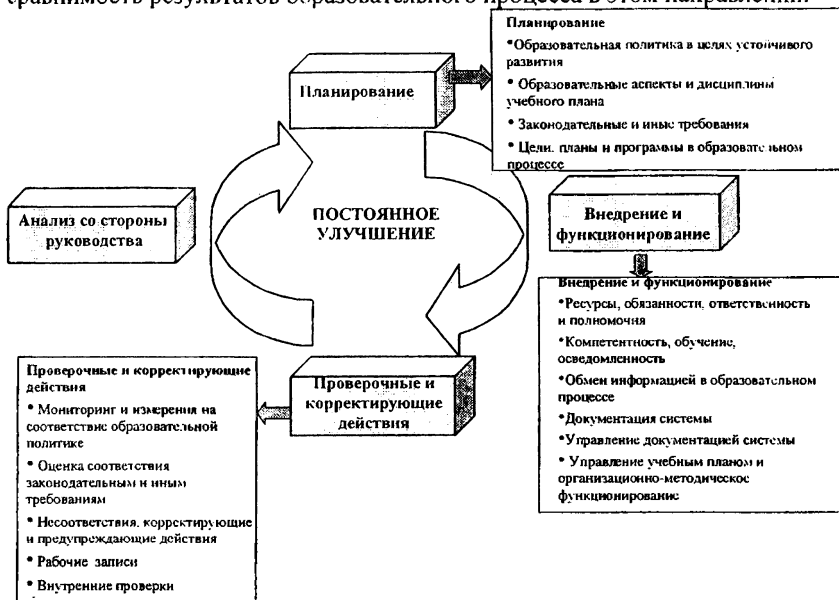 сравнимость результатов образовательного процесса в этом направлении.
Планирование
Планирование
•Образовательная политика в целях устойчивого
развития
• Образовательные аспекты и дисциплины
учебного плана
• Законодательные и иные требования
• Цели, планы и программы в образовательном
процессе
Анализ со стороны
руководства
ПОСТОЯННОЕ
УЛУЧШЕНИЕ
Внедрение и
функционирование
Внедрение и функционирование
•Ресурсы, обязанности, ответственность
и полномочия
•Компетентность, обучение,
осведомленность
•Обмен информацией в образовательном
процессе
•Документация системы
•Управление документацией системы
• Управление учебным планом и
организационно-методическое
функционирование
Проверочные и
корректирующие
действия
Проверочные и корректирующие
действия
• Мониторинг и измерения на
соответствие образовательной
политике
• Оценка соответствия
законодательным и иным
требованиям
• Несоответствия, корректирующие
и предупреждающие действия
• Рабочие записи
• Внутренние проверки